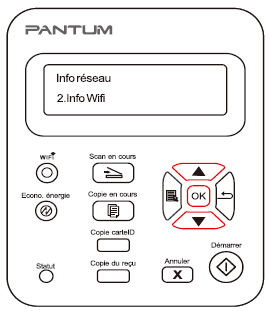 PANTUM
Info réseau
2.Info Wifi
WIFI
Scan en cours
Econo. énergie
Copie en cours
OK
Copie carteID
Démarrer
Statut
Copie du reçu
Annuler
X